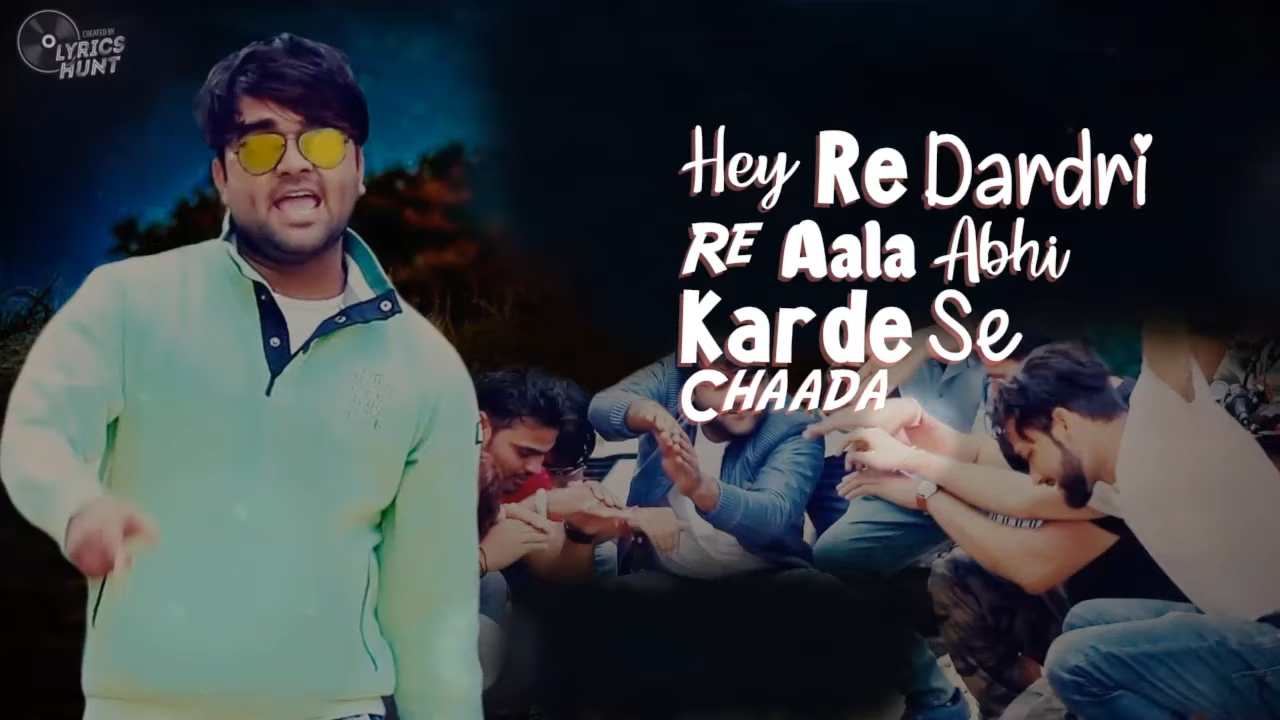 CREATED BY
LYRICS
HUNT
Hey Re Dardri
RE Aala Abhi
Karde Se
CHAADA